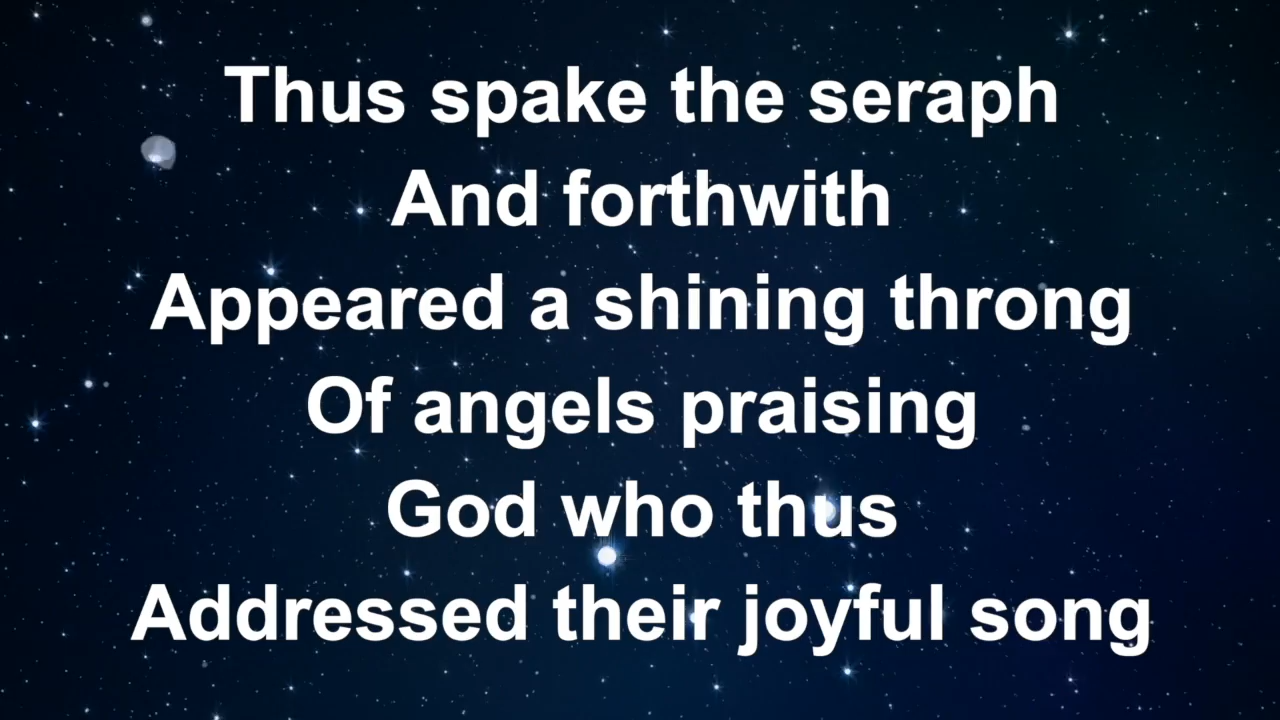 Thus spake the seraph
And forthwith
Appeared a shining throng
Of angels praising
God who thus
Addressed their joyful song